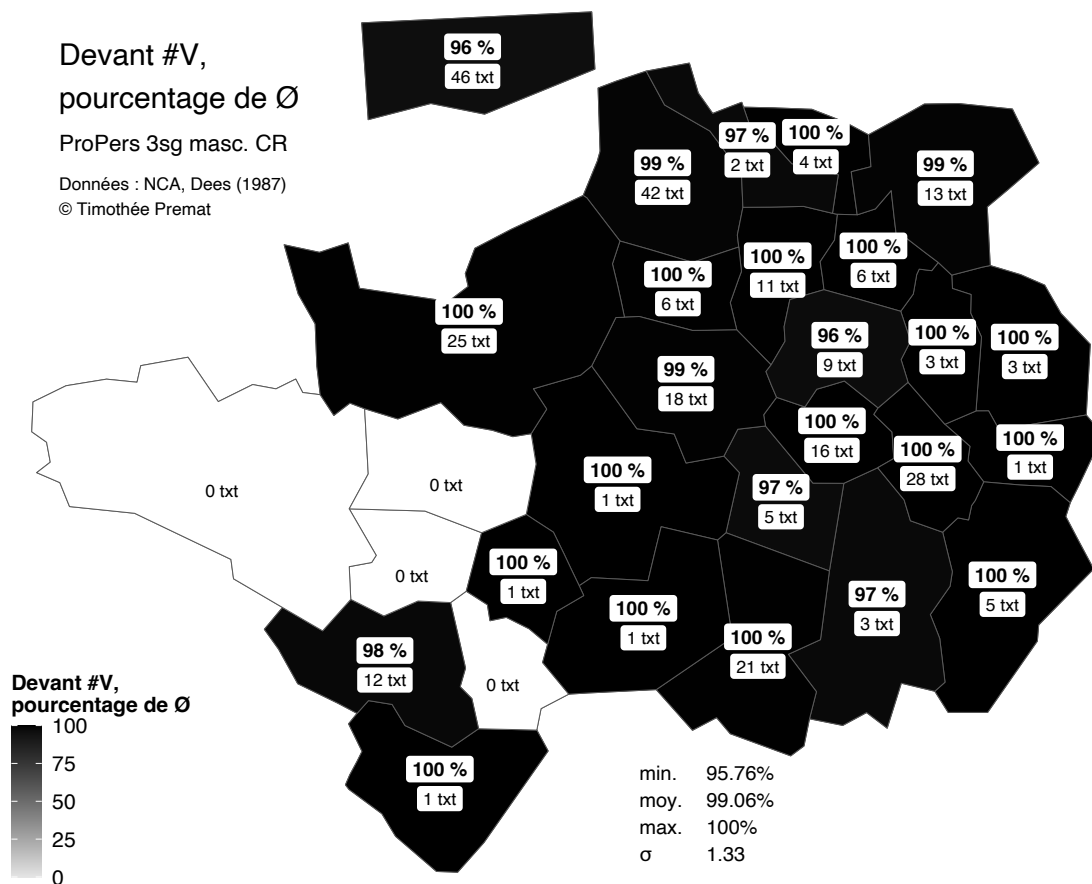 Devant #V,
pourcentage de Ø
ProPers 3sg masc. CR
Données : NCA, Dees (1987)
© Timothée Premat
96 %
46 txt
99 %
42 txt
97 %
2 txt
100 %
4 txt
99 %
13 txt
100 %
25 txt
100 %
6 txt
100 %
11 txt
100 %
6 txt
99 %
18 txt
96 %
9 txt
100 %
3 txt
100 %
3 txt
100 %
16 txt
100 %
28 txt
100 %
1 txt
0 txt
0 txt
100 %
1 txt
97 %
5 txt
0 txt
100 %
1 txt
100 %
1 txt
100 %
21 txt
97 %
3 txt
100 %
5 txt
98 %
12 txt
0 txt
100 %
1 txt
Devant #V,
pourcentage de Ø
100
75
50
25
0
min. 95.76%
moy. 99.06%
max. 100%
σ 1.33